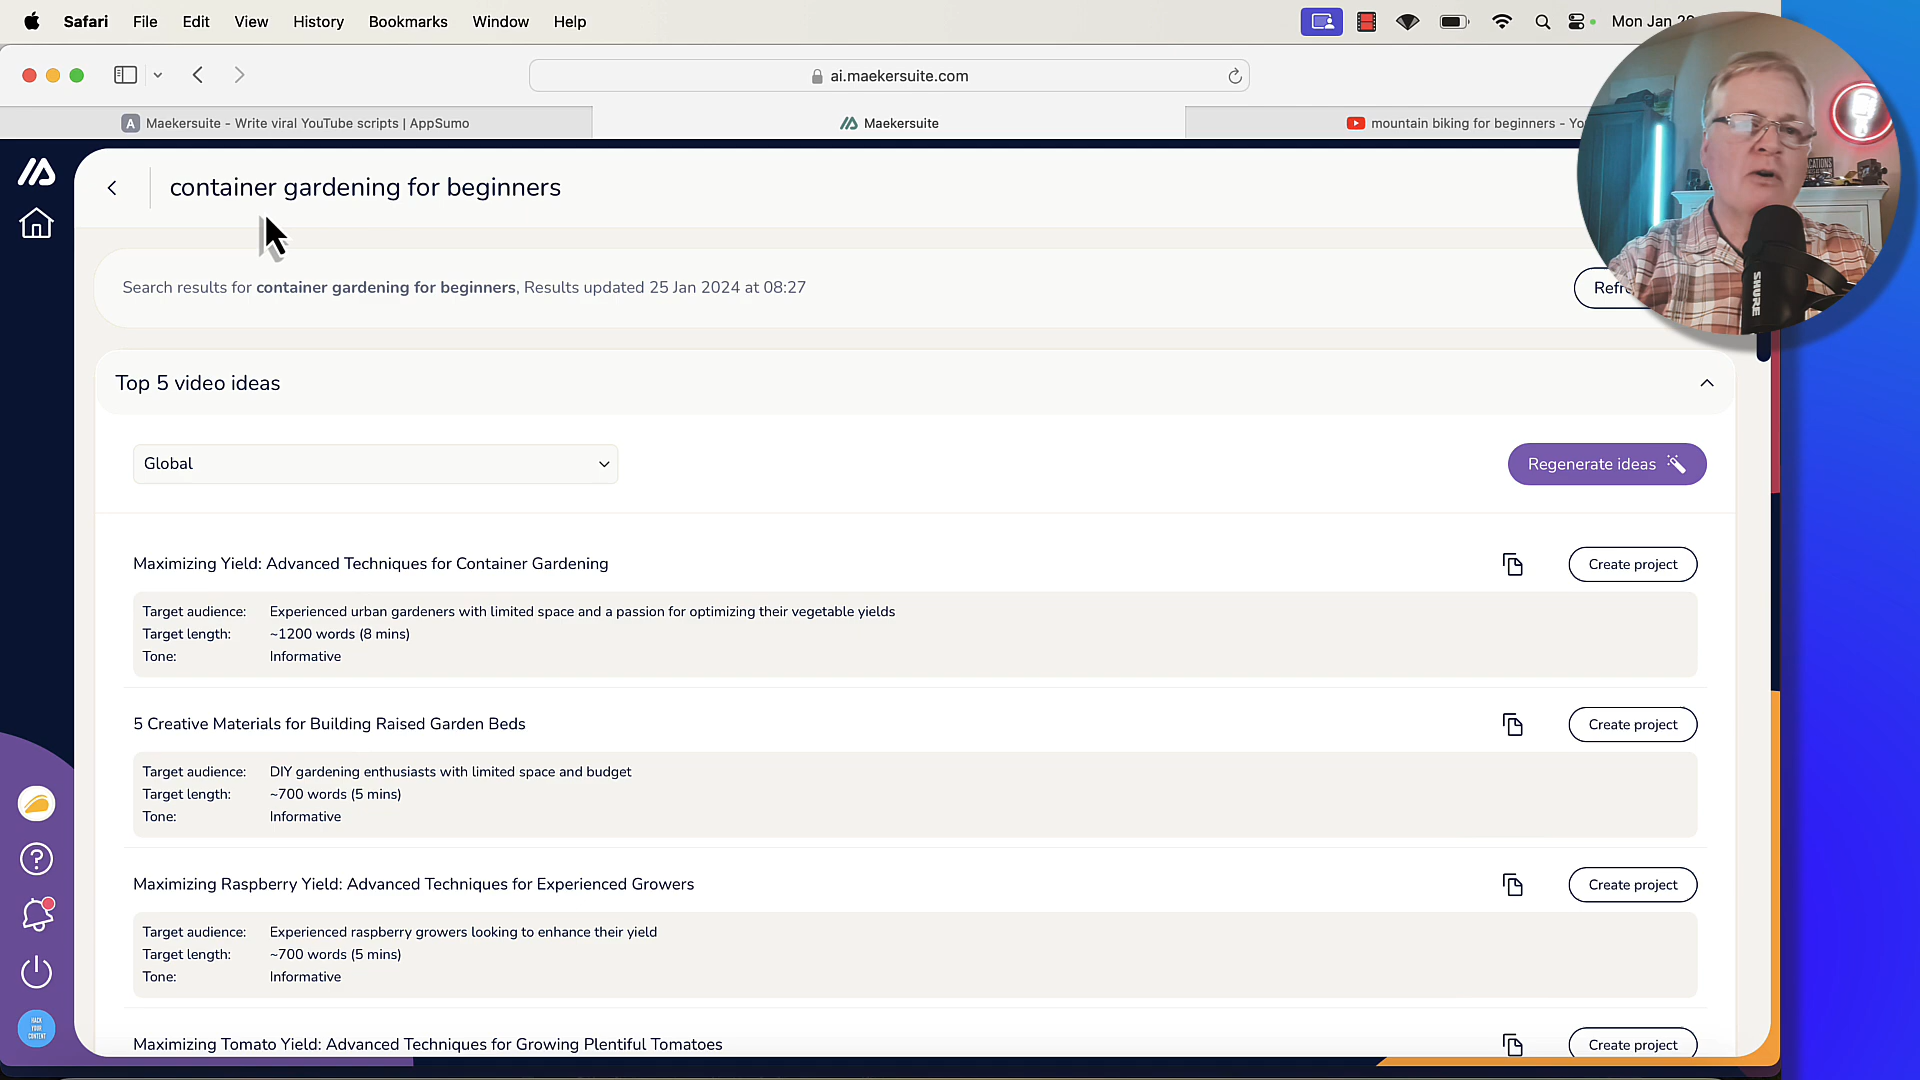 Safari File Edit View History Bookmarks Window Help Mon Jan
ai.maekersuite.com
A Maekersuite - Write viral YouTube scripts | AppSumo
Maekersuite
mountain biking for beginners - Yo
container gardening for beginners
Search results for container gardening for beginners, Results updated 25 Jan 2024 at 08:27
Top 5 video ideas
Global
Regenerate ideas
Maximizing Yield: Advanced Techniques for Container Gardening
Create project
Target audience: Experienced urban gardeners with limited space and a passion for optimizing their vegetable yields
Target length: ~1200 words (8 mins)
Tone: Informative
5 Creative Materials for Building Raised Garden Beds
Create project
Target audience: DIY gardening enthusiasts with limited space and budget
Target length: ~700 words (5 mins)
Tone: Informative
Maximizing Raspberry Yield: Advanced Techniques for Experienced Growers
Create project
Target audience: Experienced raspberry growers looking to enhance their yield
Target length: ~700 words (5 mins)
Tone: Informative
Maximizing Tomato Yield: Advanced Techniques for Growing Plentiful Tomatoes
Create project
HACK
YOUR
CONTENT
SHURE